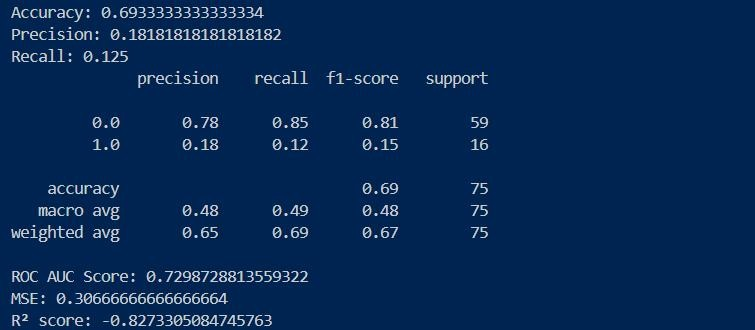 Accuracy: 0.6933333333333334
Precision: 0.18181818181818182
Recall: 0.125
precision recall f1-score support
0.0 0.78 0.85 0.81 59
1.0 0.18 0.12 0.15 16
accuracy 0.69 75
macro avg 0.48 0.49 0.48 75
weighted avg 0.65 0.69 0.67 75
ROC AUC Score: 0.7298728813559322
MSE: 0.30666666666666664
R² score: -0.8273305084745763